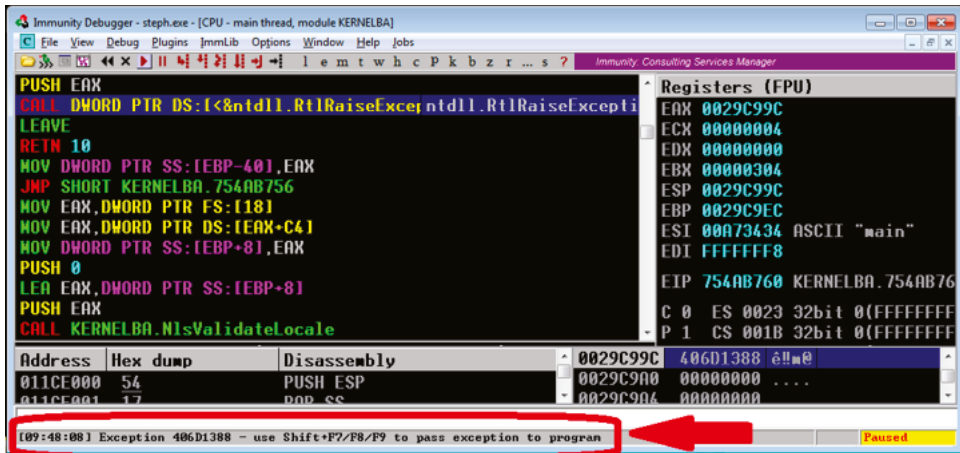 Immunity Debugger - steph.exe - [CPU - main thread, module KERNELBA]
C File View Debug Plugins ImmLib Options Window Help Jobs
l e m t w h c P k b z r ... s ? Immunity: Consulting Services Manager
PUSH EAX
CALL DWORD PTR DS:[<&ntdll.RtlRaiseExcep ntdll.RtlRaiseExcepti
LEAVE
RETN 10
MOV DWORD PTR SS:[EBP-40],EAX
JMP SHORT KERNELBA.754AB756
MOV EAX,DWORD PTR FS:[18]
MOV EAX,DWORD PTR DS:[EAX+C4]
MOV DWORD PTR SS:[EBP+8],EAX
PUSH 0
LEA EAX,DWORD PTR SS:[EBP+8]
PUSH EAX
CALL KERNELBA.NlsValidateLocale
Registers (FPU)
EAX 0029C99C
ECX 00000004
EDX 00000000
EBX 00000304
ESP 0029C99C
EBP 0029C9EC
ESI 00A73434 ASCII "main"
EDI FFFFFFF8
EIP 754AB760 KERNELBA.754AB76
C 0 ES 0023 32bit 0(FFFFFFFF
P 1 CS 001B 32bit 0(FFFFFFFF
Address Hex dump Disassembly
011CE000 54 PUSH ESP
011CE001 17 POP SS
0029C99C 406D1388 ê‼m@
0029C9A0 00000000 ....
0029C9A4 00000000
[09:48:08] Exception 406D1388 - use Shift+F7/F8/F9 to pass exception to program
Paused